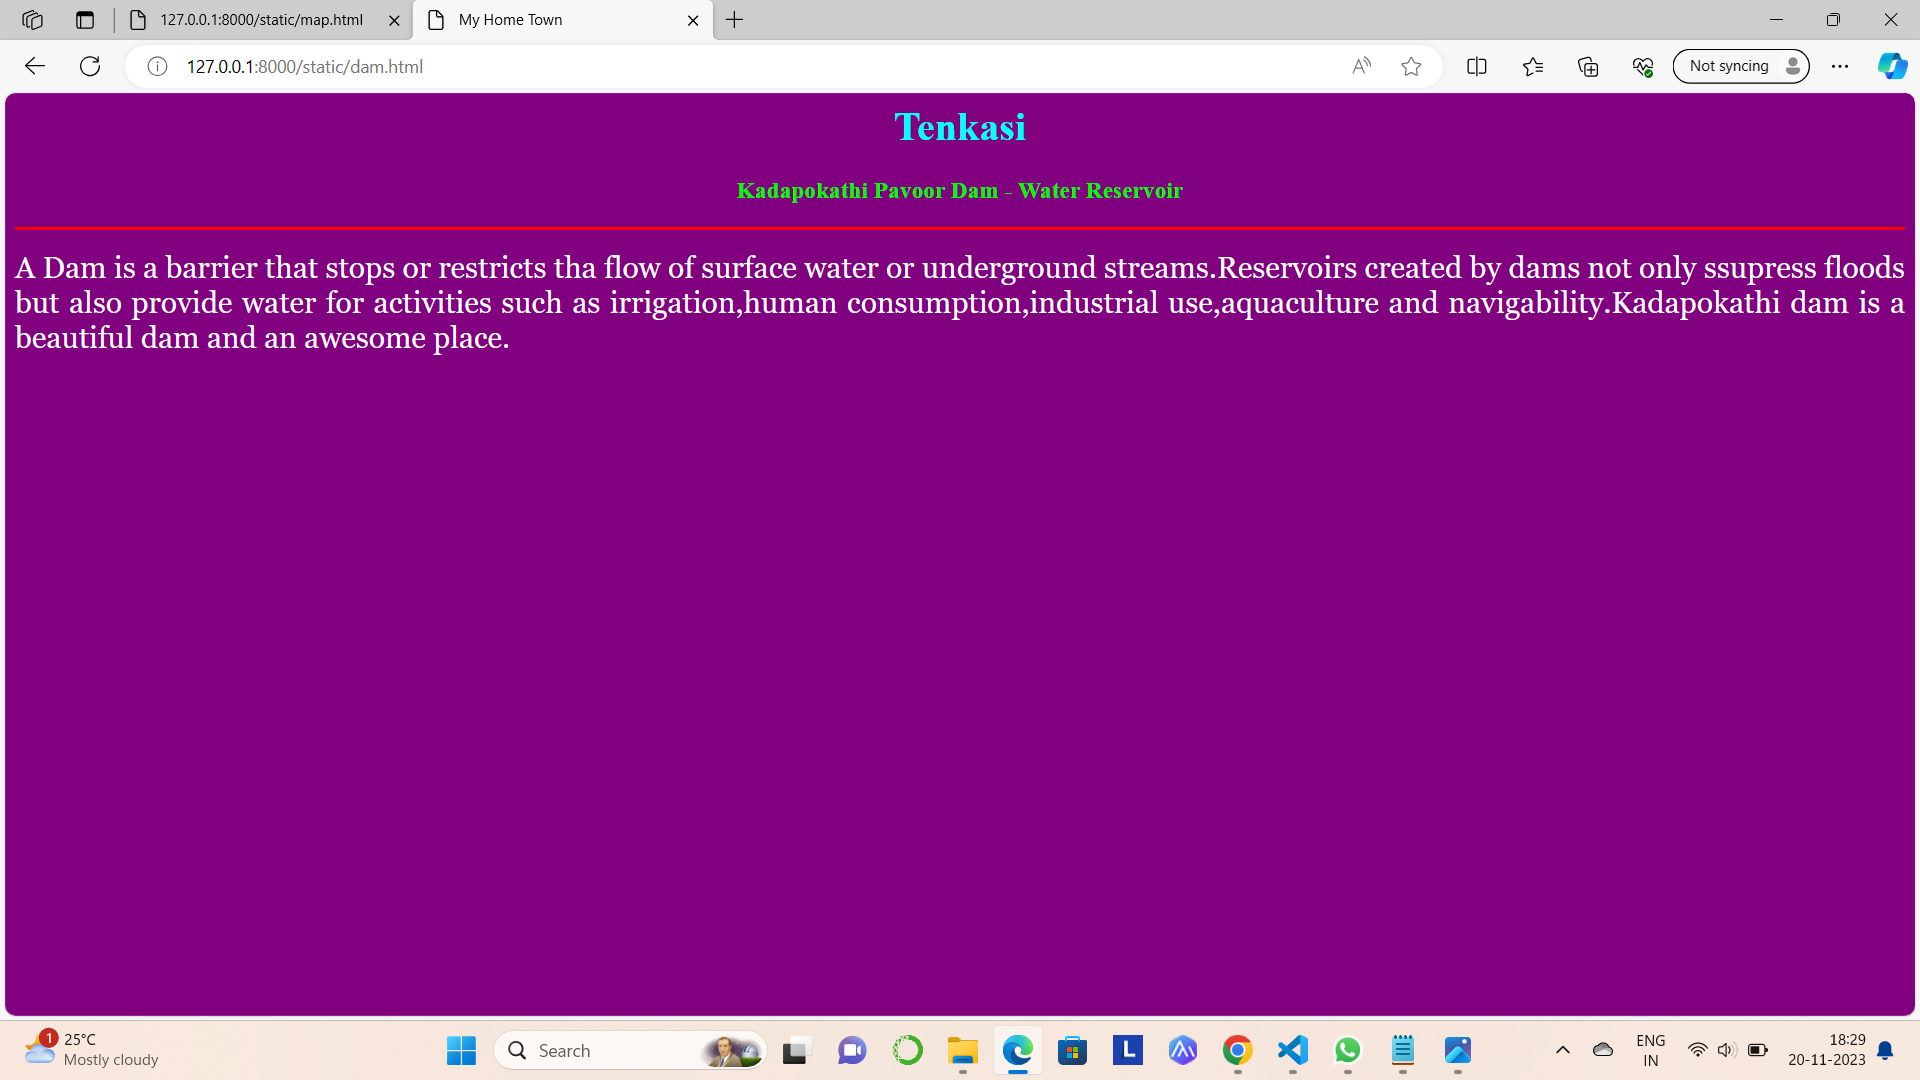 127.0.0.1:8000/static/map.html
My Home Town
127.0.0.1:8000/static/dam.html
Not syncing
Tenkasi
Kadapokathi Pavoor Dam - Water Reservoir
A Dam is a barrier that stops or restricts tha flow of surface water or underground streams.Reservoirs created by dams not only ssupress floods
but also provide water for activities such as irrigation,human consumption,industrial use,aquaculture and navigability.Kadapokathi dam is a
beautiful dam and an awesome place.
1
25°C
Mostly cloudy
Search
L
ENG
IN
18:29
20-11-2023